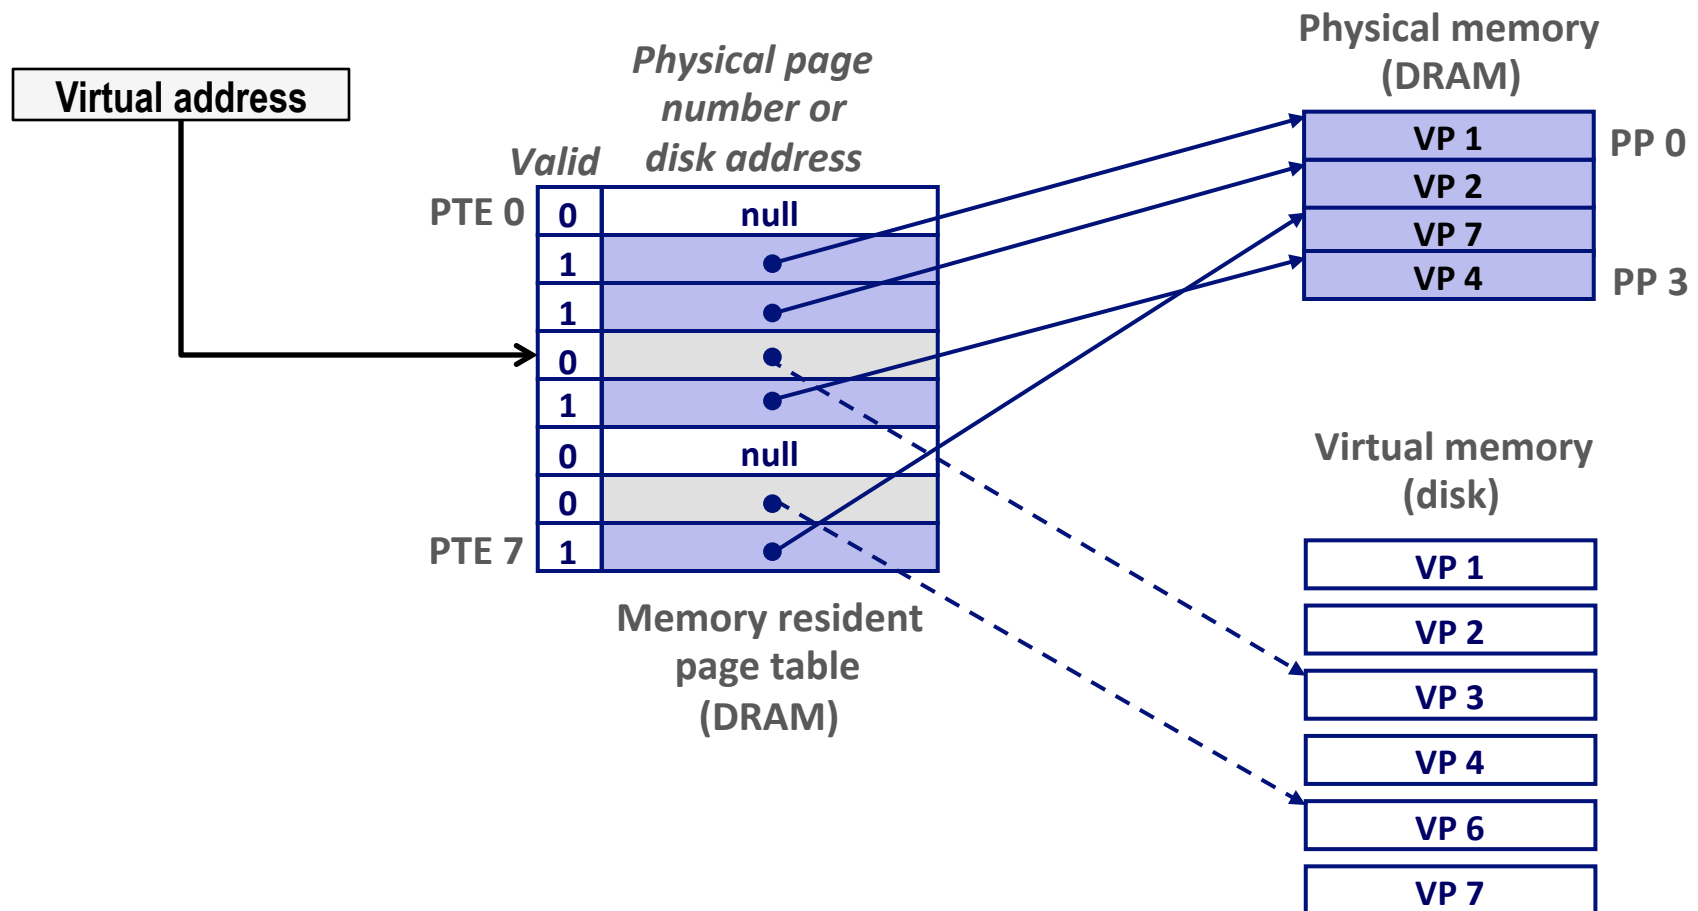 Virtual address
Physical page
number or
disk address
Valid
PTE 0
0
null
1
1
0
1
0
null
0
PTE 7
1
Memory resident
page table
(DRAM)
Physical memory
(DRAM)
VP 1
PP 0
VP 2
VP 7
VP 4
PP 3
Virtual memory
(disk)
VP 1
VP 2
VP 3
VP 4
VP 6
VP 7